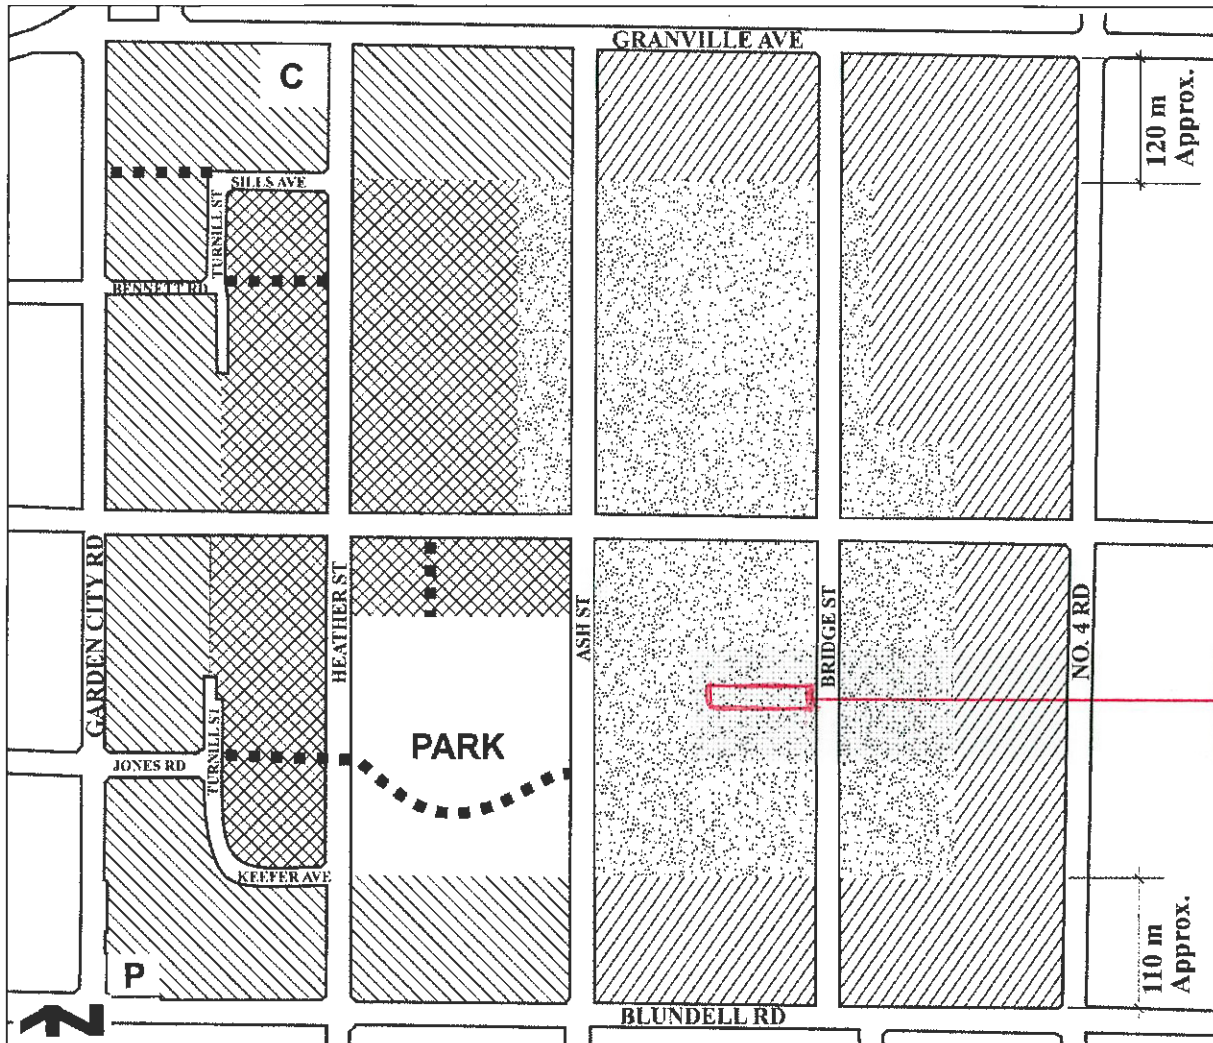 GRANVILLE AVE
C
120 m
Approx.
SILLS AVE
TURNILL ST
BENNETT RD
GARDEN CITY RD
HEATHER ST
ASH ST
BRIDGE ST
NO. 4 RD
PARK
JONES RD
TURNILL ST
KEEFER AVE
P
110 m
Approx.
BLUNDELL RD
N